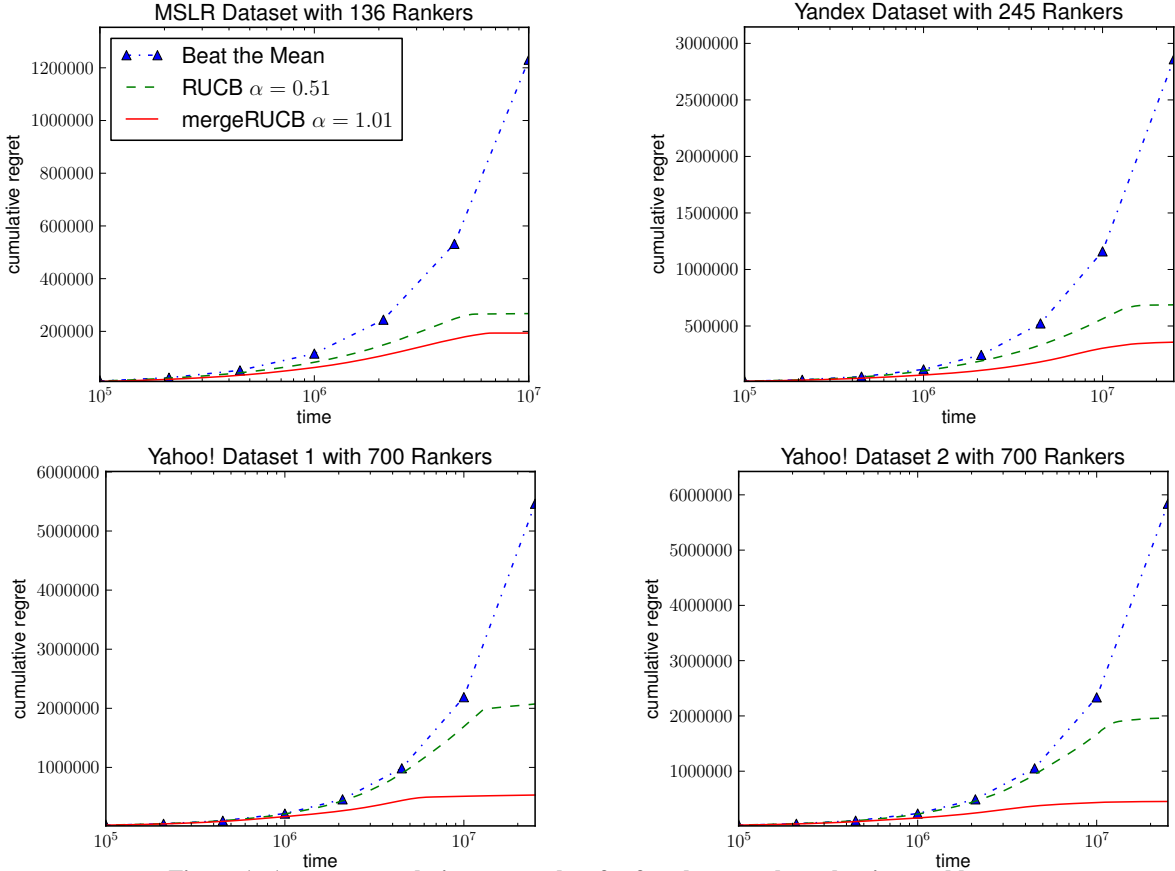 MSLR Dataset with 136 Rankers
1200000
1000000
800000
600000
400000
200000
cumulative regret
Beat the Mean
RUCB α = 0.51
mergeRUCB α = 1.01
10^5
10^6
10^7
time
Yandex Dataset with 245 Rankers
3000000
2500000
2000000
1500000
1000000
500000
cumulative regret
10^5
10^6
10^7
time
Yahoo! Dataset 1 with 700 Rankers
6000000
5000000
4000000
3000000
2000000
1000000
cumulative regret
10^5
10^6
10^7
time
Yahoo! Dataset 2 with 700 Rankers
6000000
5000000
4000000
3000000
2000000
1000000
cumulative regret
10^5
10^6
10^7
time